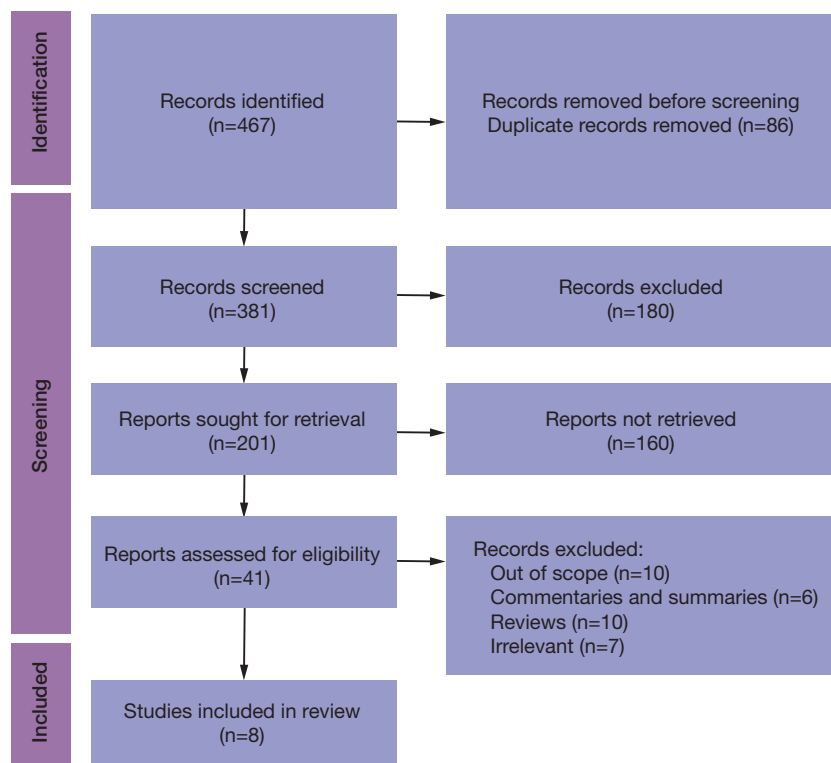 Identification
Records identified
(n=467)
Records removed before screening
Duplicate records removed (n=86)
Screening
Records screened
(n=381)
Records excluded
(n=180)
Reports sought for retrieval
(n=201)
Reports not retrieved
(n=160)
Reports assessed for eligibility
(n=41)
Records excluded:
Out of scope (n=10)
Commentaries and summaries (n=6)
Reviews (n=10)
Irrelevant (n=7)
Included
Studies included in review
(n=8)